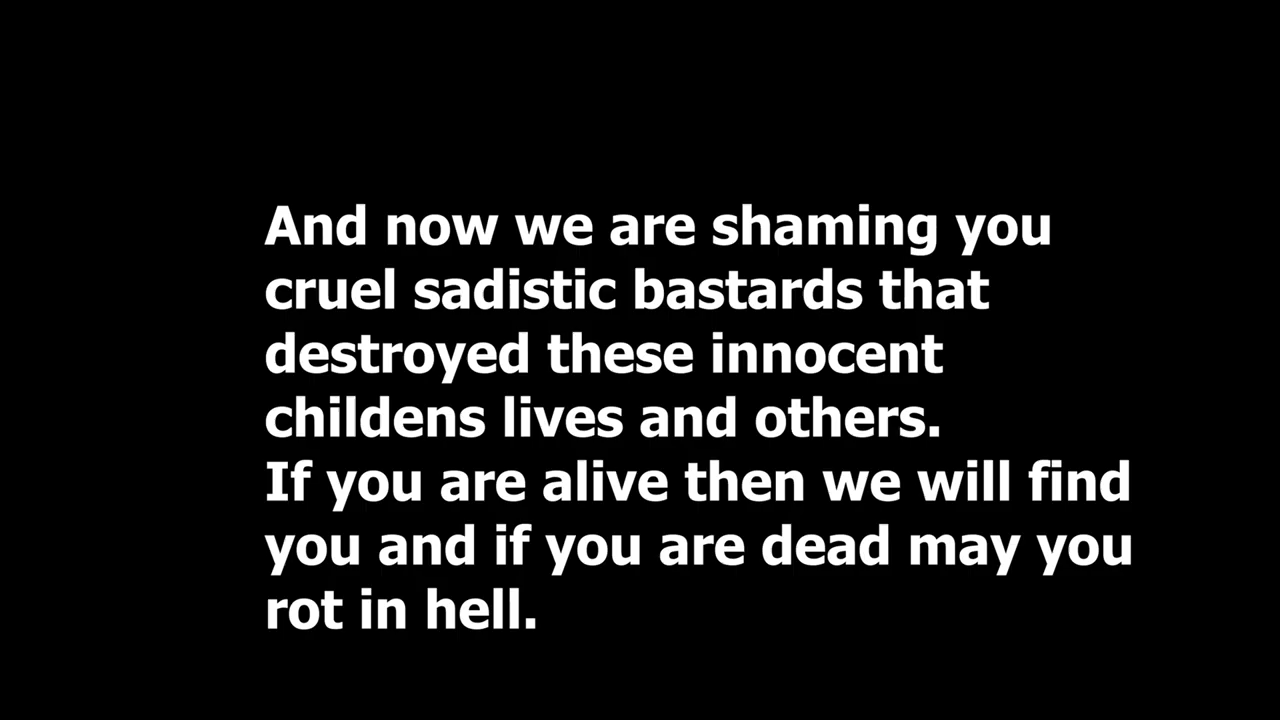 And now we are shaming you
cruel sadistic bastards that
destroyed these innocent
childens lives and others.
If you are alive then we will find
you and if you are dead may you
rot in hell.